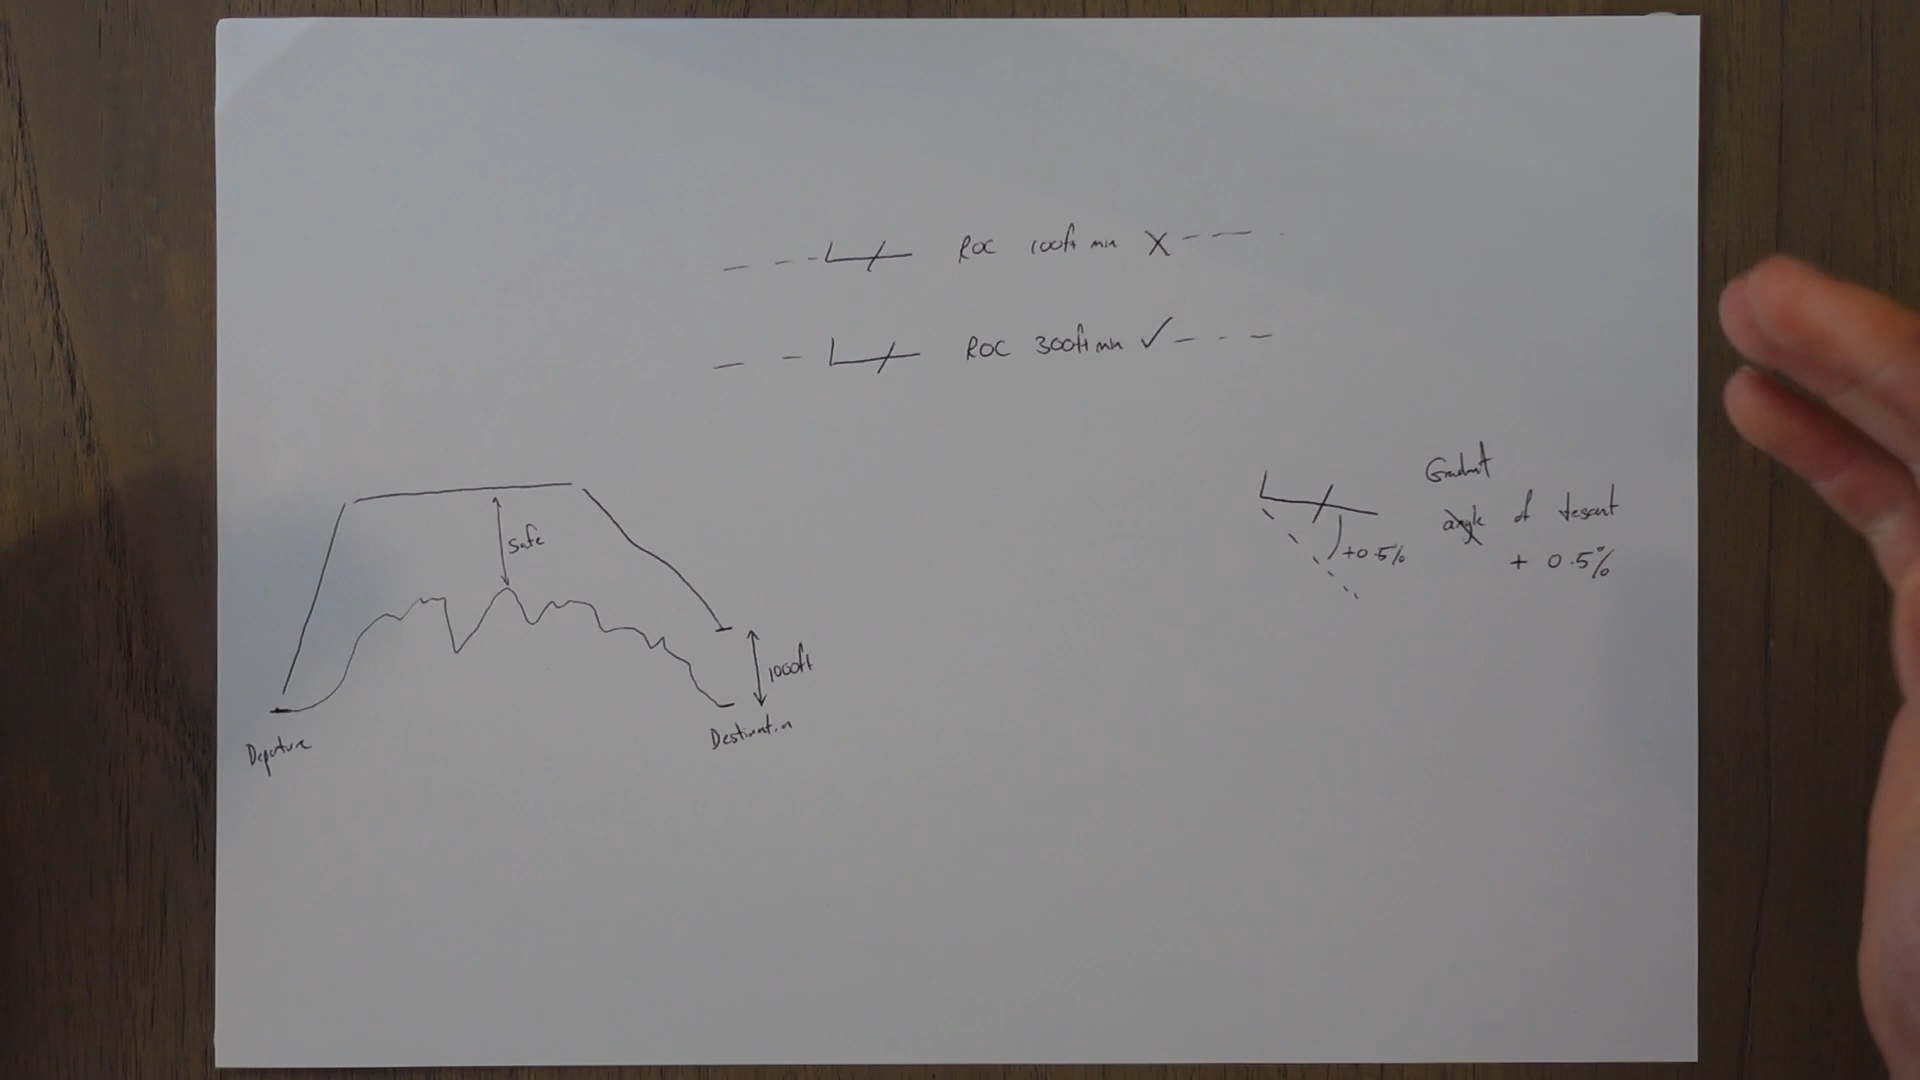 ROC 100ft min X
ROC 300ft min ✓
Gradient
angle of descent
+ 0.5%
+0.5%
Safe
1000ft
Departure
Destination